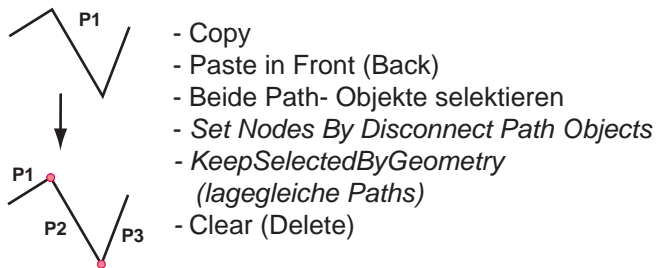 P1
- Copy
- Paste in Front (Back)
- Beide Path- Objekte selektieren
- Set Nodes By Disconnect Path Objects
- KeepSelectedByGeometry
(lagegleiche Paths)
- Clear (Delete)
P1
P2
P3